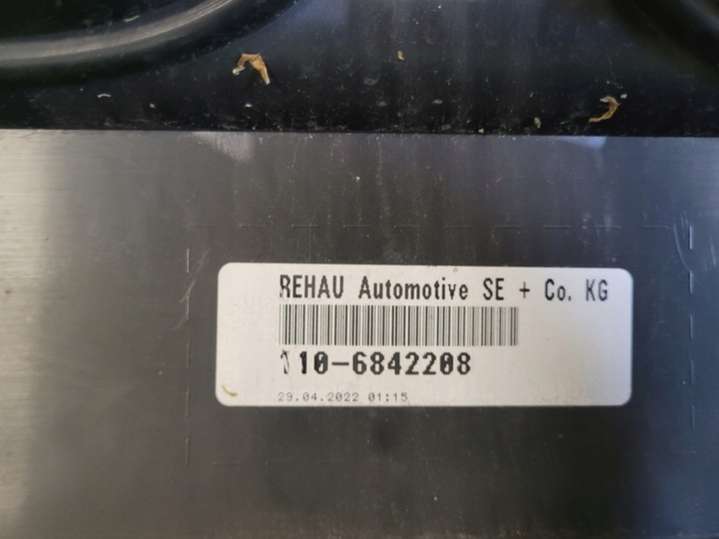 REHAU Automotive SE + Co. KG
110-6842208
29.04.2022 01:15